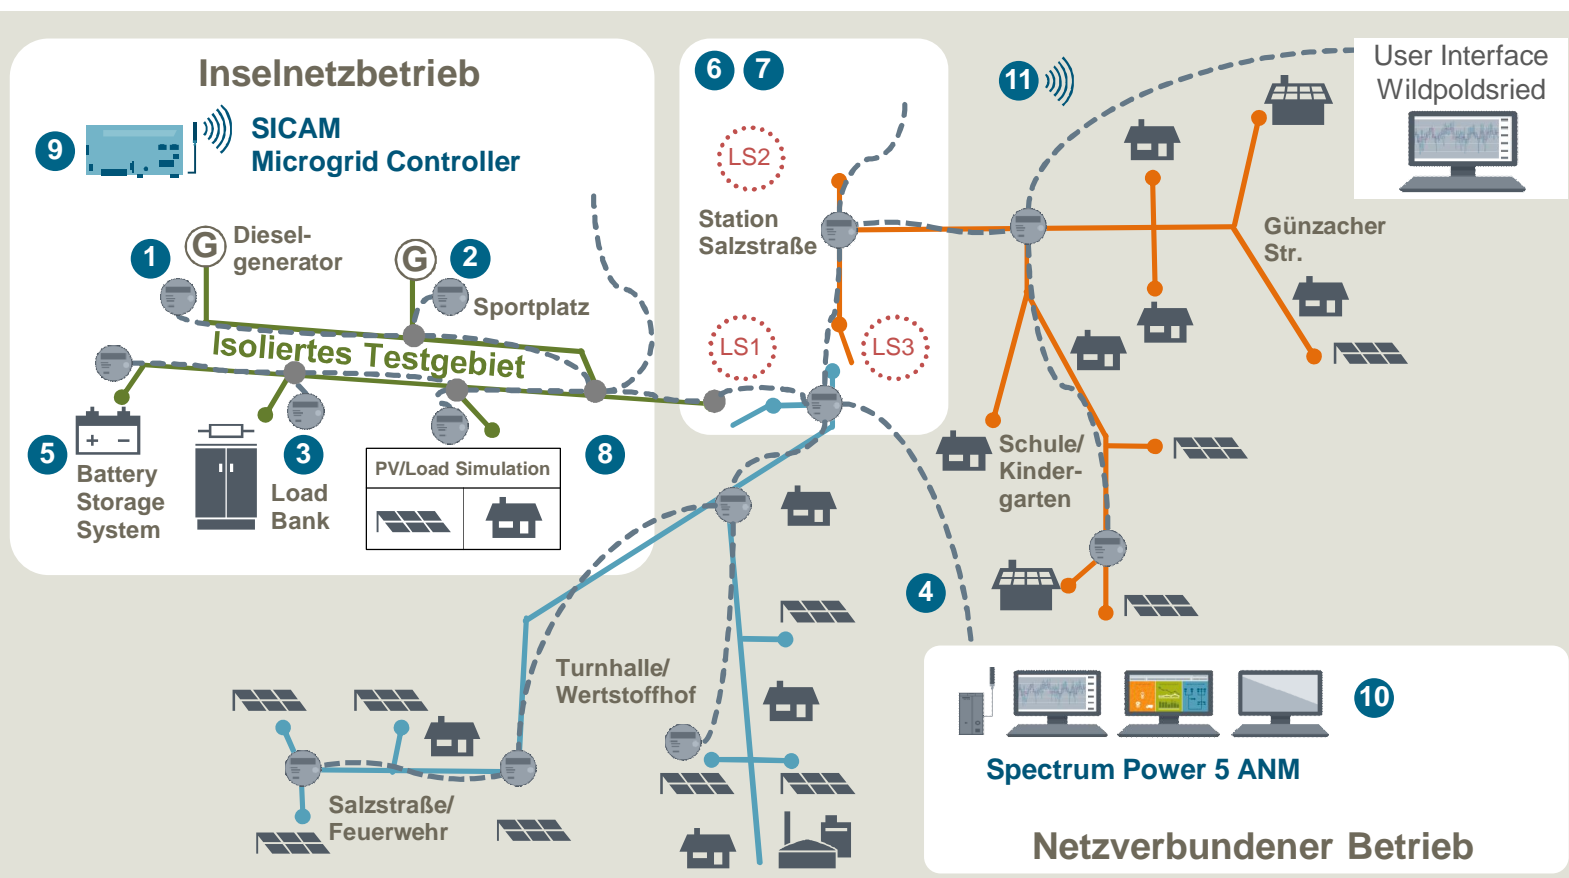 Inselnetzbetrieb
9
SICAM
Microgrid Controller
1
G
Diesel-
generator
G
2
Sportplatz
Isoliertes Testgebiet
5
Battery
Storage
System
3
Load
Bank
PV/Load Simulation
8
6
7
LS2
Station
Salzstraße
LS1
LS3
11
User Interface
Wildpoldsried
Günzacher
Str.
Schule/
Kinder-
garten
4
Turnhalle/
Wertstoffhof
Salzstraße/
Feuerwehr
10
Spectrum Power 5 ANM
Netzverbundener Betrieb